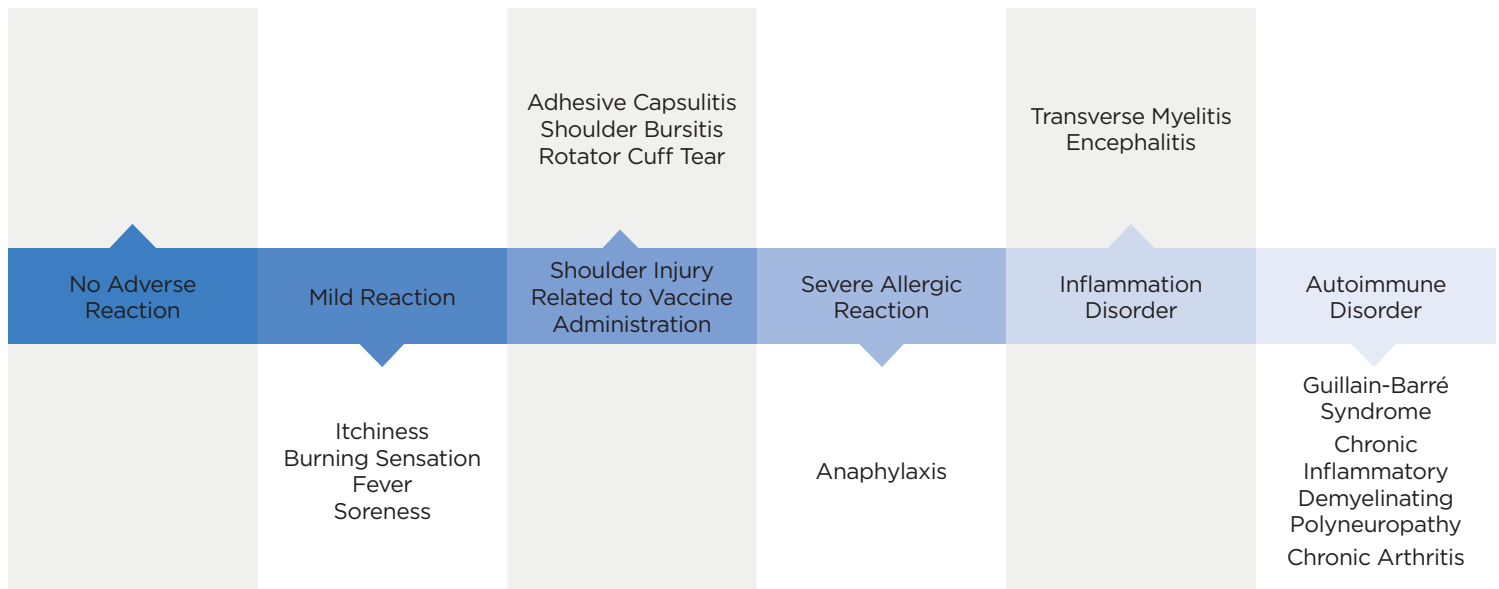 No Adverse
Reaction
Mild Reaction
Itchiness
Burning Sensation
Fever
Soreness
Adhesive Capsulitis
Shoulder Bursitis
Rotator Cuff Tear
Shoulder Injury
Related to Vaccine
Administration
Severe Allergic
Reaction
Anaphylaxis
Transverse Myelitis
Encephalitis
Inflammation
Disorder
Autoimmune
Disorder
Guillain-Barré
Syndrome
Chronic
Inflammatory
Demyelinating
Polyneuropathy
Chronic Arthritis